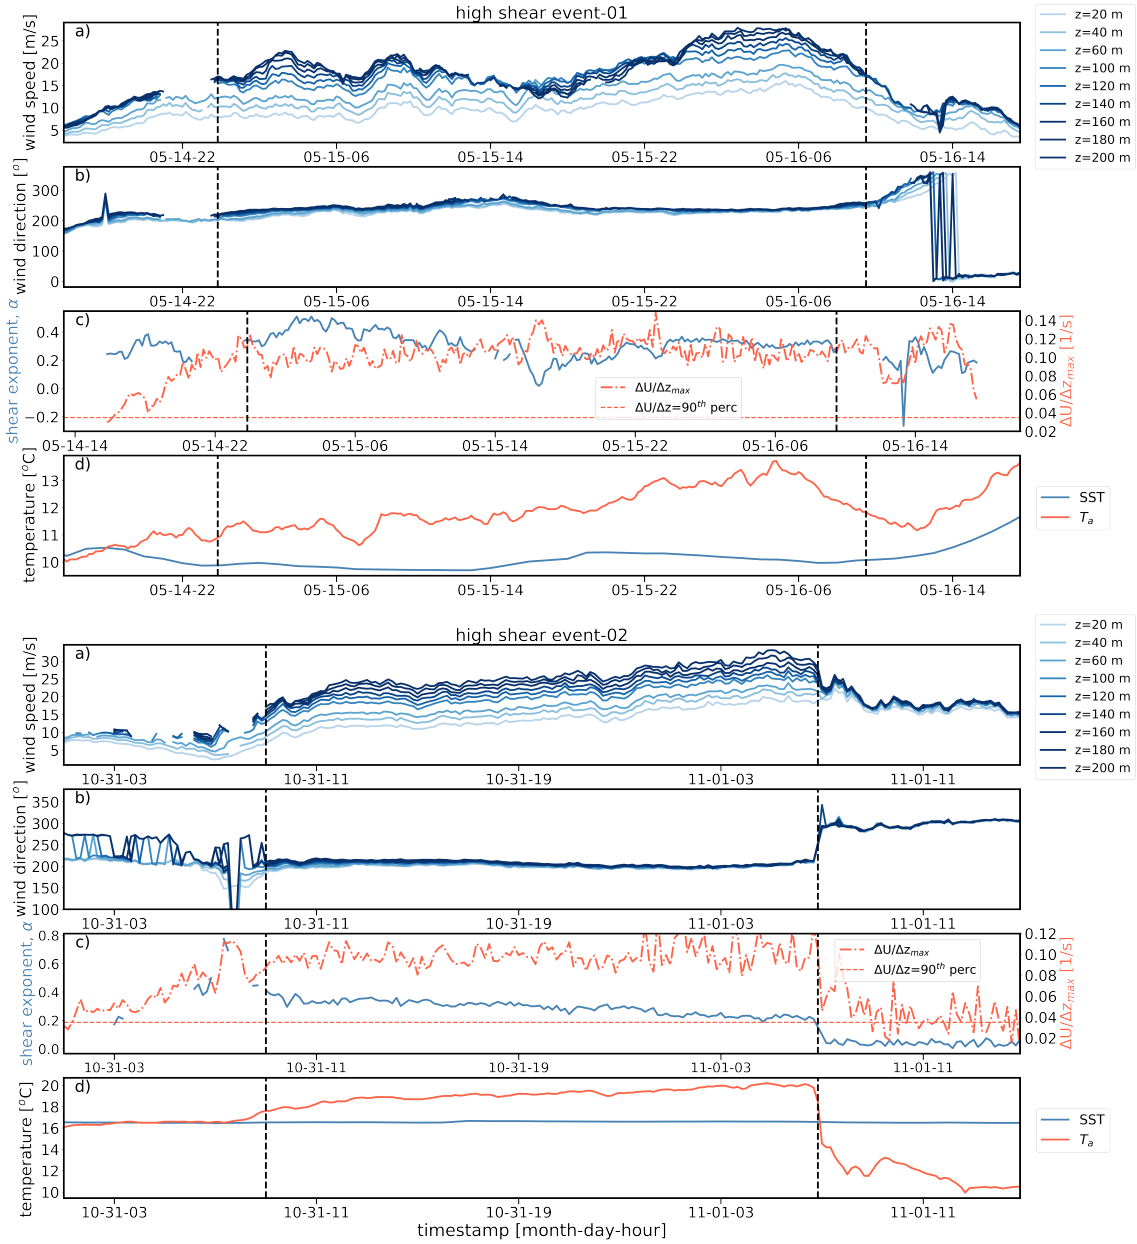 high shear event-01
a)
wind speed [m/s]
25
20
15
10
5
05-14-22 05-15-06 05-15-14 05-15-22 05-16-06 05-16-14
z=20 m
z=40 m
z=60 m
z=100 m
z=120 m
z=140 m
z=160 m
z=180 m
z=200 m
b)
wind direction [°]
300
200
100
0
05-14-22 05-15-06 05-15-14 05-15-22 05-16-06 05-16-14
c)
shear exponent, α
0.4
0.2
0.0
−0.2
0.14
0.12
0.10
0.08
0.06
0.04
0.02
ΔU/Δz_max [1/s]
ΔU/Δz_max
ΔU/Δz=90^th perc
05-14-14 05-14-22 05-15-06 05-15-14 05-15-22 05-16-06 05-16-14
d)
temperature [°C]
13
12
11
10
SST
T_a
05-14-22 05-15-06 05-15-14 05-15-22 05-16-06 05-16-14
high shear event-02
a)
wind speed [m/s]
30
25
20
15
10
5
10-31-03 10-31-11 10-31-19 11-01-03 11-01-11
z=20 m
z=40 m
z=60 m
z=100 m
z=120 m
z=140 m
z=160 m
z=180 m
z=200 m
b)
wind direction [°]
350
300
250
200
150
100
10-31-03 10-31-11 10-31-19 11-01-03 11-01-11
c)
shear exponent, α
0.8
0.6
0.4
0.2
0.0
0.12
0.10
0.08
0.06
0.04
0.02
ΔU/Δz_max [1/s]
ΔU/Δz_max
ΔU/Δz=90^th perc
10-31-03 10-31-11 10-31-19 11-01-03 11-01-11
d)
temperature [°C]
20
18
16
14
12
10
SST
T_a
10-31-03 10-31-11 10-31-19 11-01-03 11-01-11
timestamp [month-day-hour]